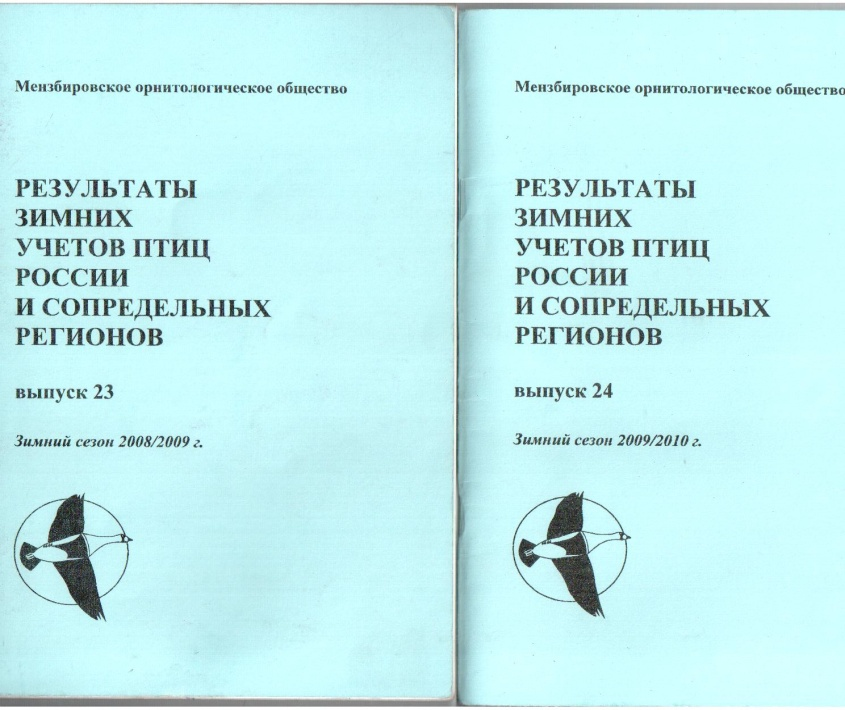 Мензбировское орнитологическое общество
РЕЗУЛЬТАТЫ
ЗИМНИХ
УЧЕТОВ ПТИЦ
РОССИИ
И СОПРЕДЕЛЬНЫХ
РЕГИОНОВ
выпуск 23
Зимний сезон 2008/2009 г.
Мензбировское орнитологическое общество
РЕЗУЛЬТАТЫ
ЗИМНИХ
УЧЕТОВ ПТИЦ
РОССИИ
И СОПРЕДЕЛЬНЫХ
РЕГИОНОВ
выпуск 24
Зимний сезон 2009/2010 г.